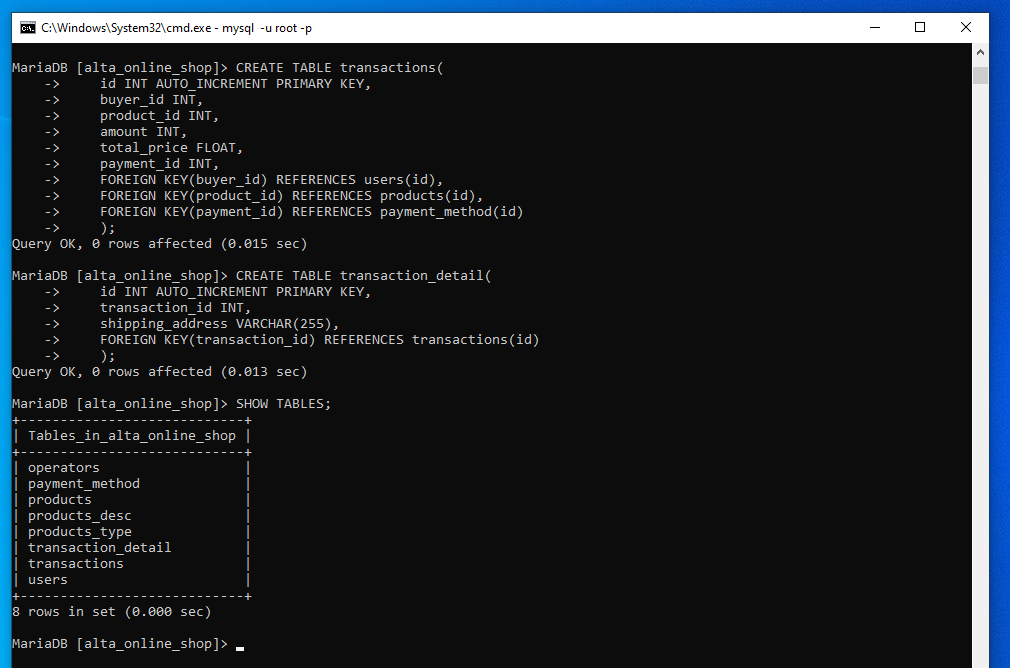 C:\Windows\System32\cmd.exe - mysql  -u root -p
MariaDB [alta_online_shop]> CREATE TABLE transactions(
    ->     id INT AUTO_INCREMENT PRIMARY KEY,
    ->     buyer_id INT,
    ->     product_id INT,
    ->     amount INT,
    ->     total_price FLOAT,
    ->     payment_id INT,
    ->     FOREIGN KEY(buyer_id) REFERENCES users(id),
    ->     FOREIGN KEY(product_id) REFERENCES products(id),
    ->     FOREIGN KEY(payment_id) REFERENCES payment_method(id)
    ->     );
Query OK, 0 rows affected (0.015 sec)
MariaDB [alta_online_shop]> CREATE TABLE transaction_detail(
    ->     id INT AUTO_INCREMENT PRIMARY KEY,
    ->     transaction_id INT,
    ->     shipping_address VARCHAR(255),
    ->     FOREIGN KEY(transaction_id) REFERENCES transactions(id)
    ->     );
Query OK, 0 rows affected (0.013 sec)
MariaDB [alta_online_shop]> SHOW TABLES;
+----------------------------+
| Tables_in_alta_online_shop |
+----------------------------+
| operators                  |
| payment_method             |
| products                   |
| products_desc              |
| products_type              |
| transaction_detail         |
| transactions               |
| users                      |
+----------------------------+
8 rows in set (0.000 sec)
MariaDB [alta_online_shop]> _